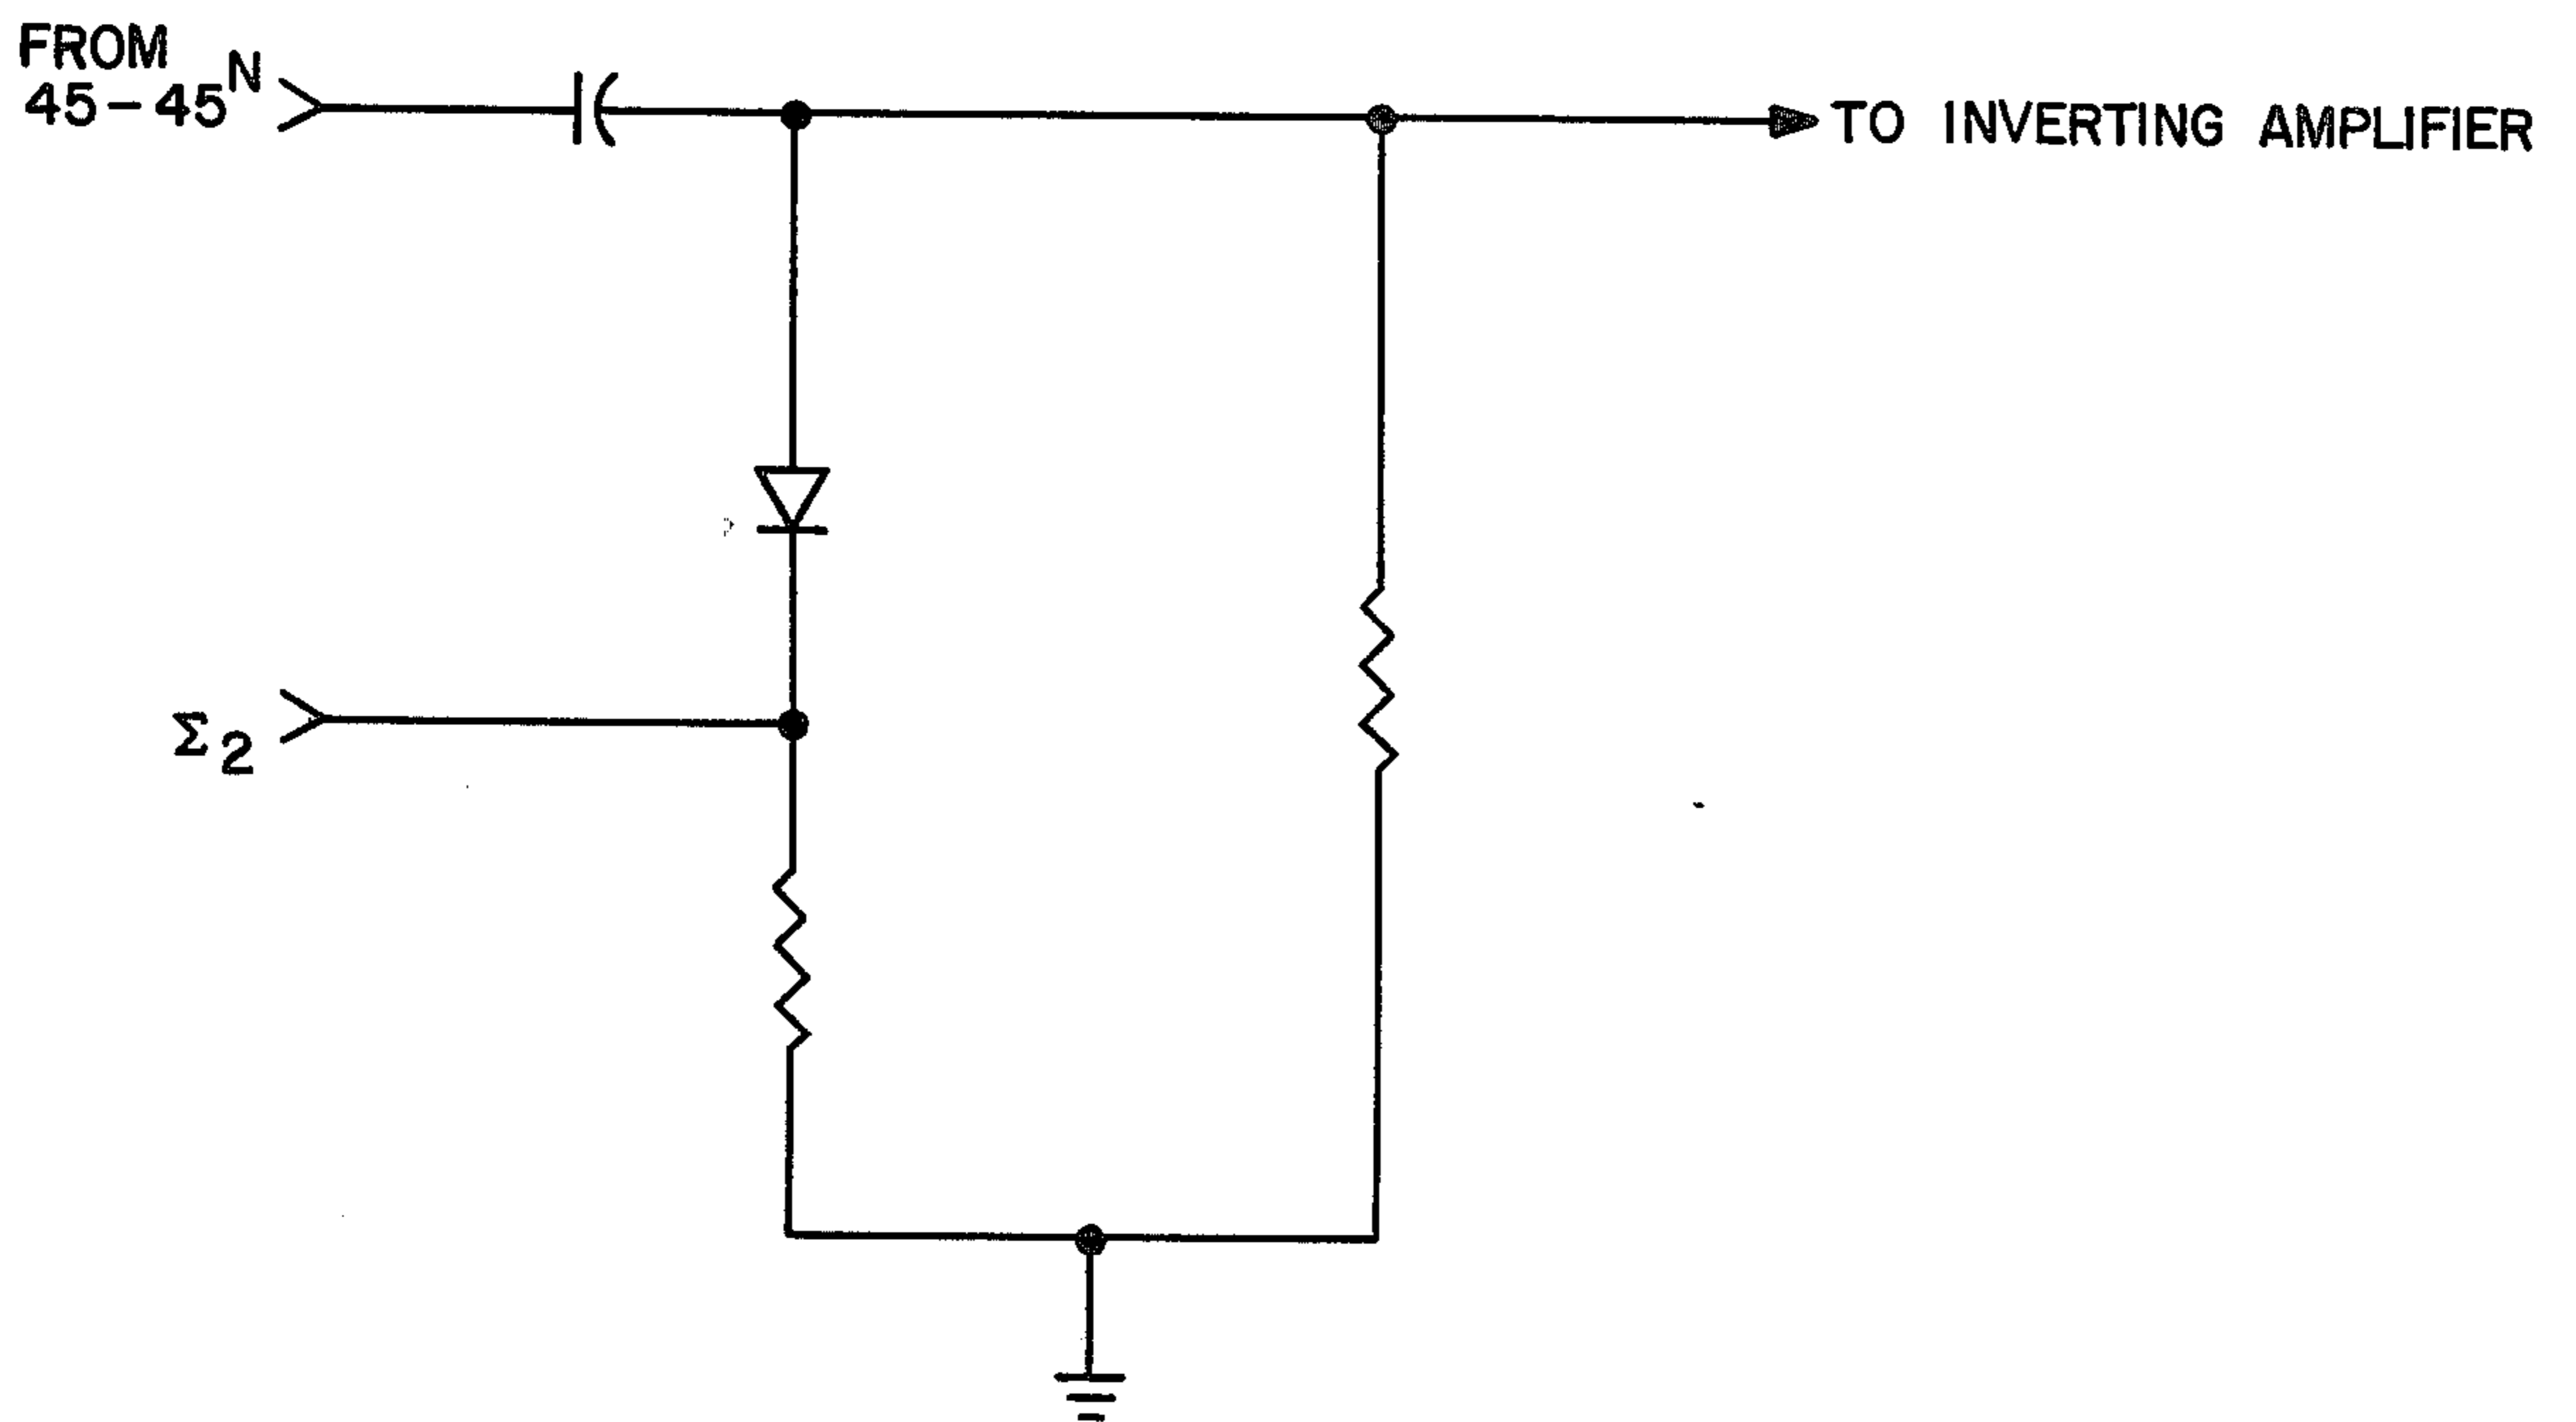 FROM
45-45ᴺ
TO INVERTING AMPLIFIER
Σ₂